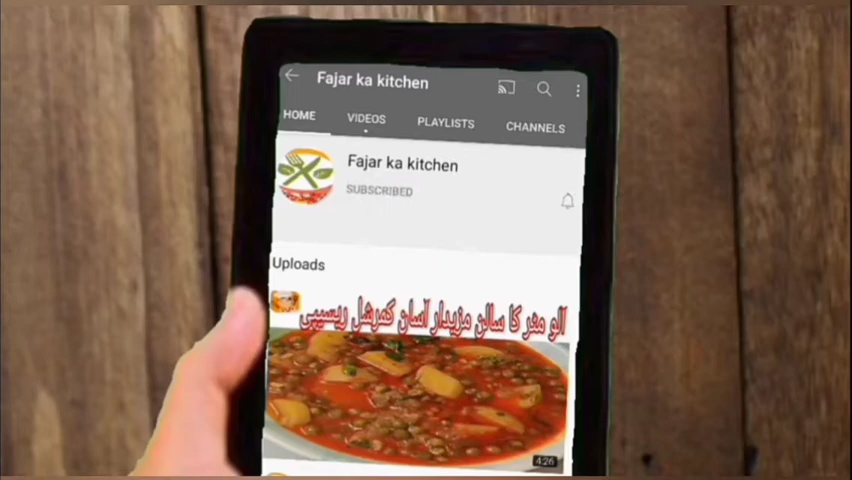 Fajar ka kitchen
HOME VIDEOS PLAYLISTS CHANNELS
Fajar ka kitchen
SUBSCRIBED
Uploads
آلو مٹر کا سالن مزیدار آسان کمرشل ریسیپی
4:26